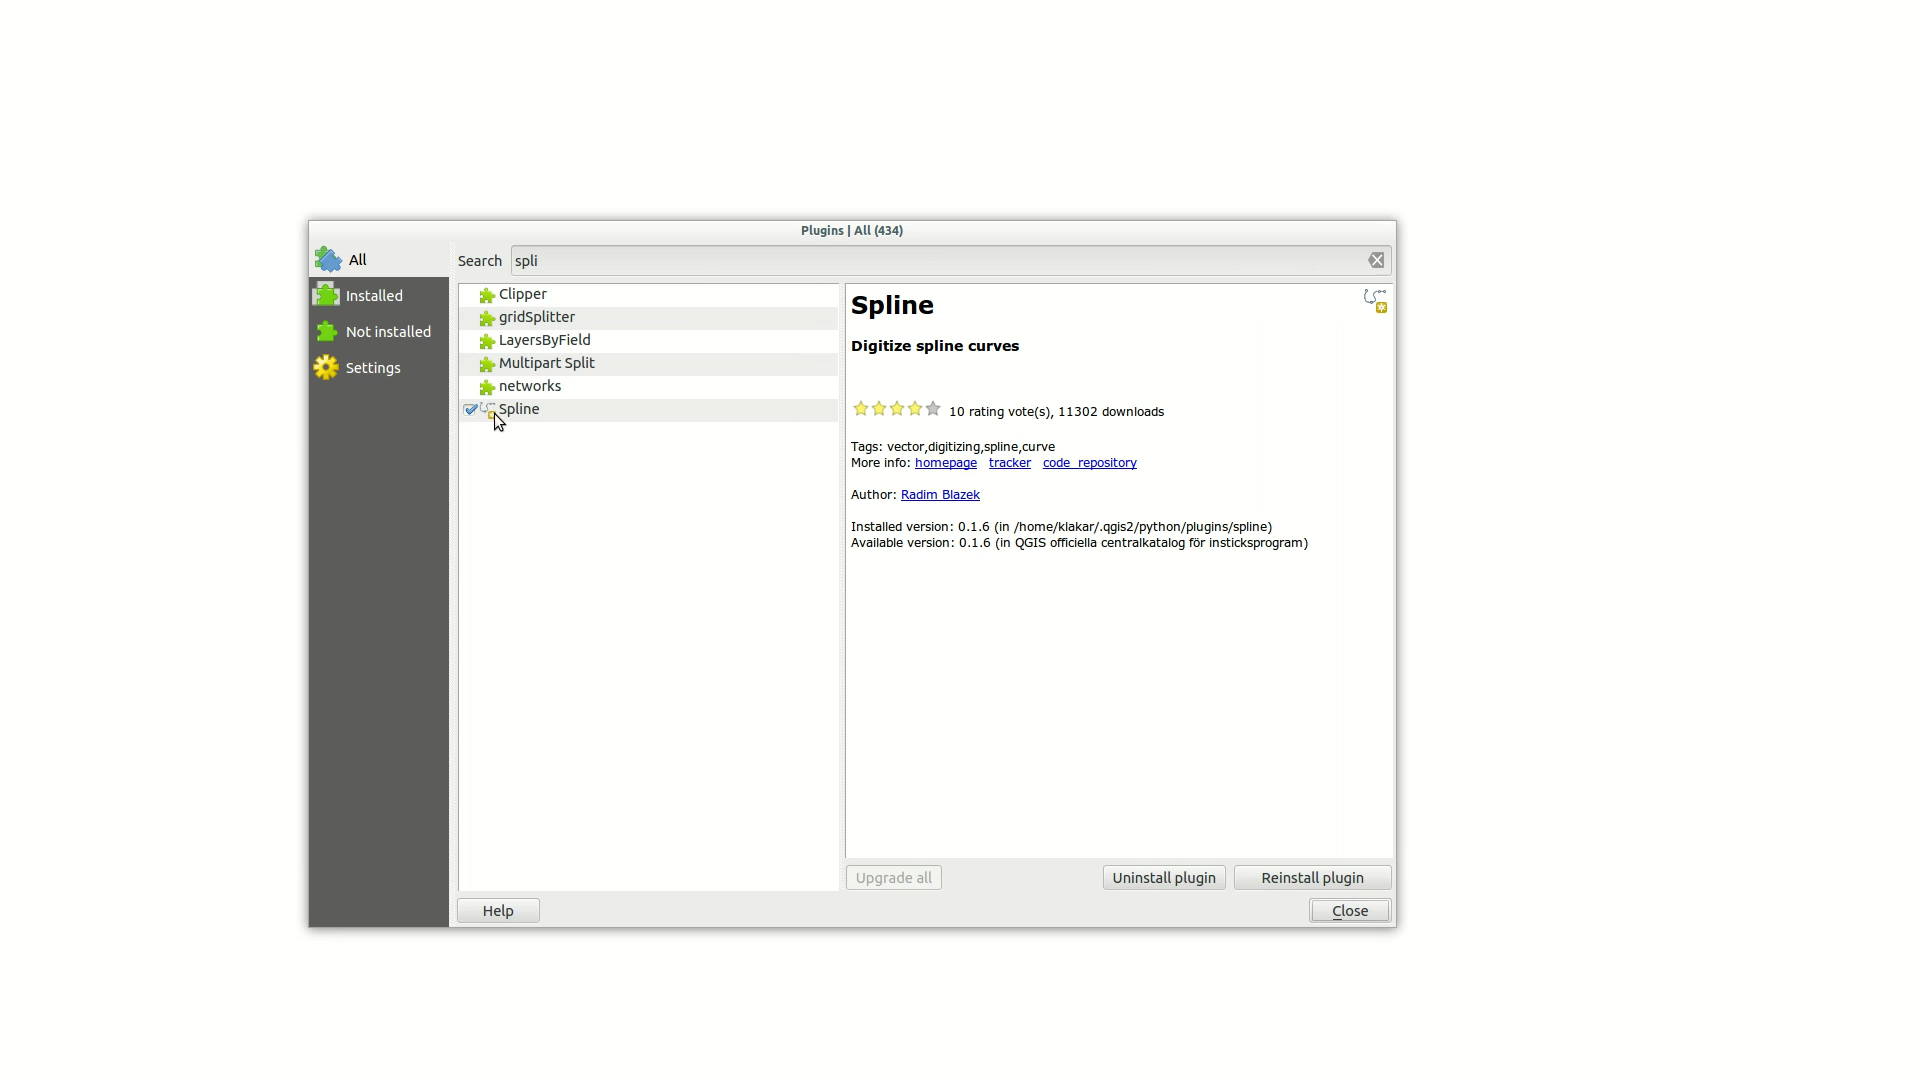 Plugins | All (434)
All
Installed
Not installed
Settings
Search spli
Clipper
gridSplitter
LayersByField
Multipart Split
networks
Spline
Spline
Digitize spline curves
10 rating vote(s), 11302 downloads
Tags: vector,digitizing,spline,curve
More info: homepage tracker code_repository
Author: Radim Blazek
Installed version: 0.1.6 (in /home/klakar/.qgis2/python/plugins/spline)
Available version: 0.1.6 (in QGIS officiella centralkatalog för insticksprogram)
Upgrade all
Uninstall plugin
Reinstall plugin
Help
Close